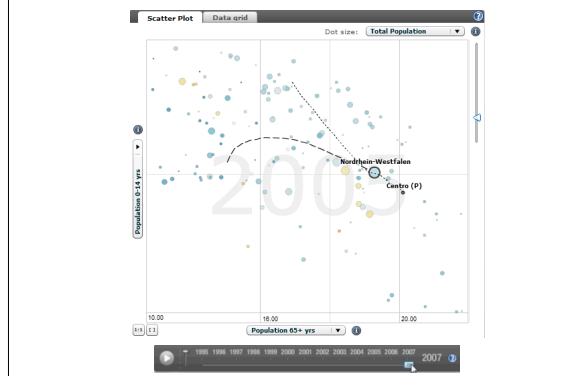 Scatter Plot Data grid
Dot size: Total Population
Population 0-14 yrs
2005
Nordrhein-Westfalen
Centro (P)
10.00 16.00 20.00
Population 65+ yrs
1995 1996 1997 1998 1999 2000 2001 2002 2003 2004 2005 2006 2007
2007